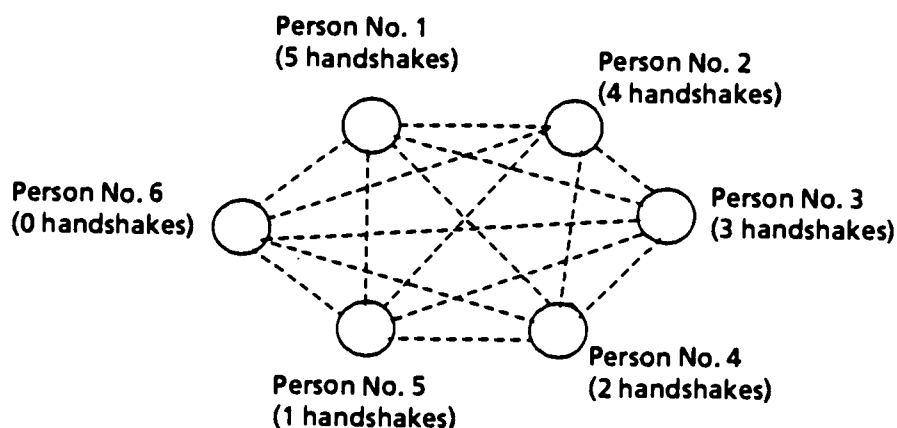 Person No. 1
(5 handshakes)
Person No. 2
(4 handshakes)
Person No. 6
(0 handshakes)
Person No. 3
(3 handshakes)
Person No. 4
(2 handshakes)
Person No. 5
(1 handshakes)